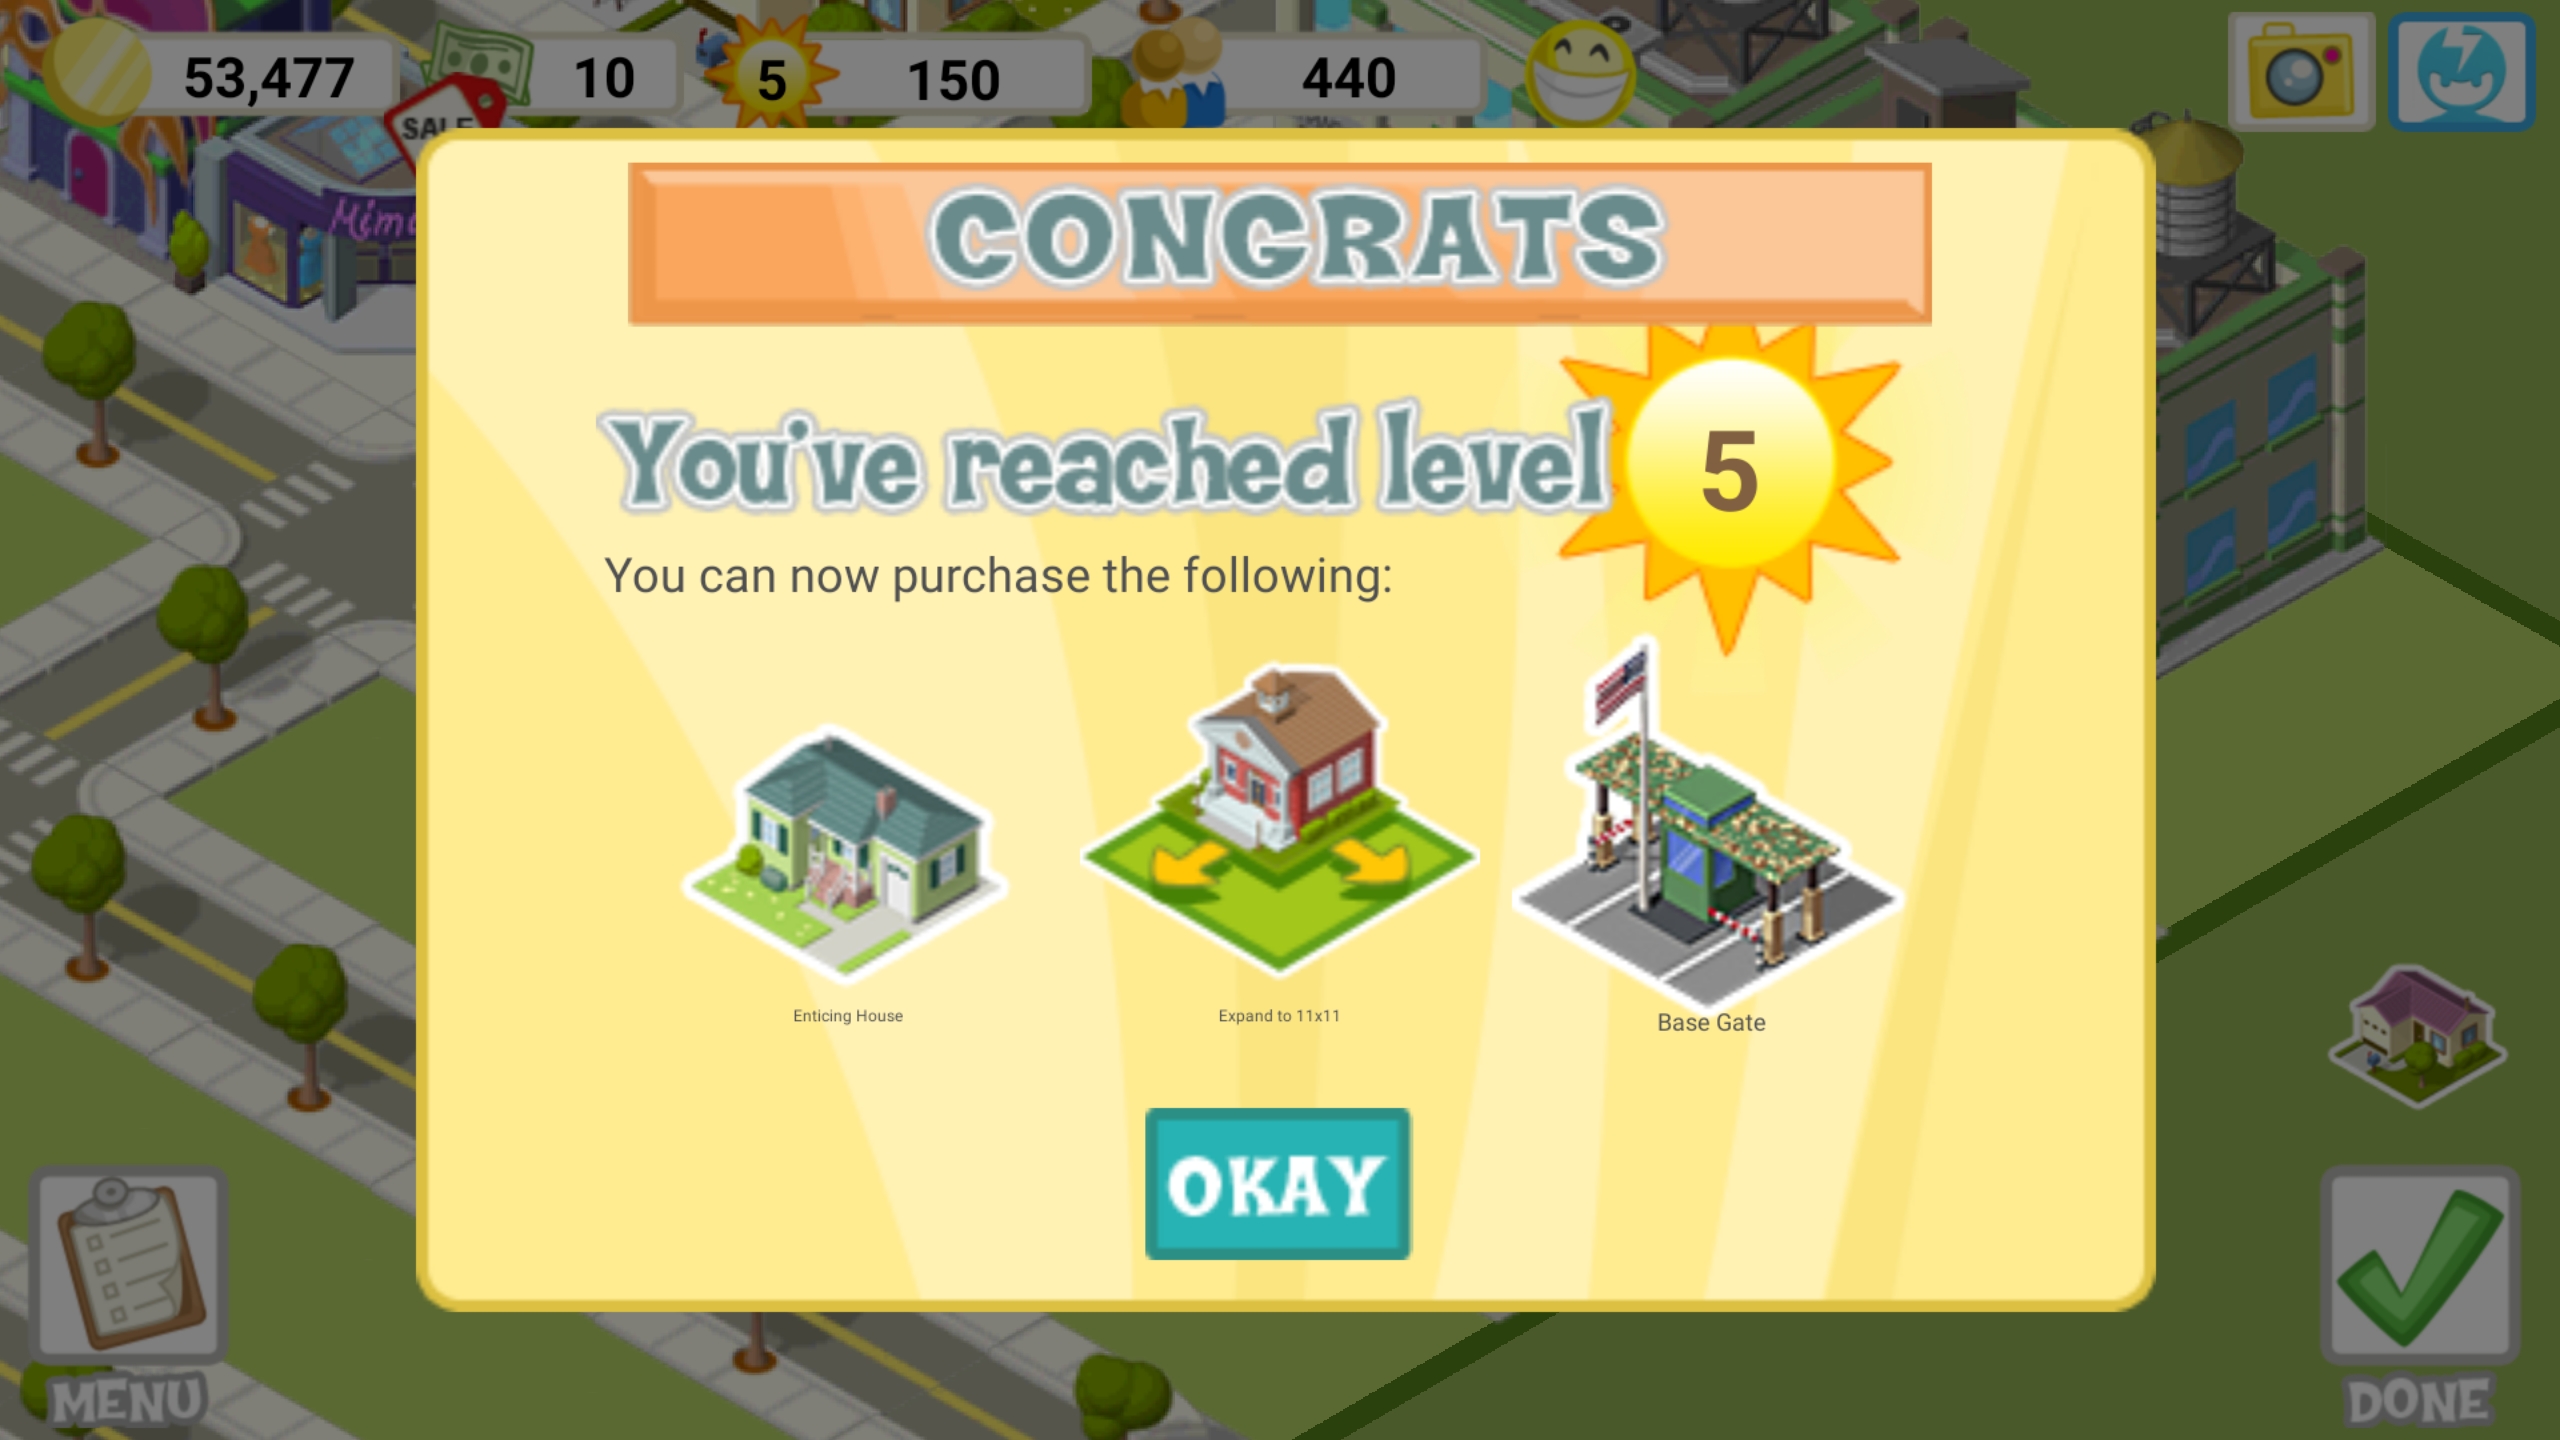 53,477
10
5
150
440
SALE
CONGRATS
You've reached level
5
You can now purchase the following:
Enticing House
Expand to 11x11
Base Gate
OKAY
MENU
DONE